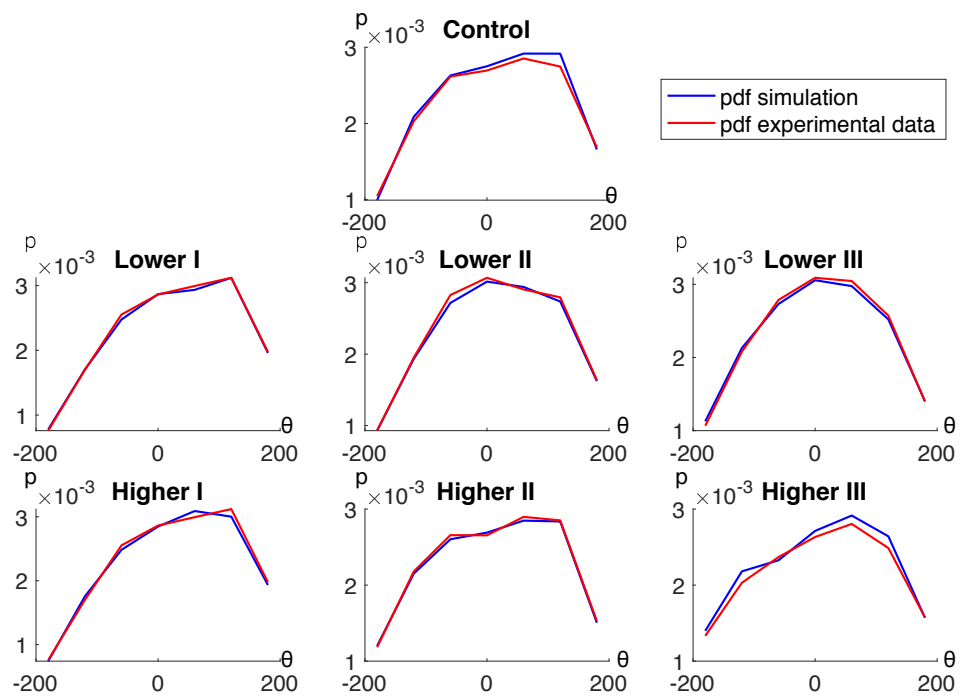 p
×10⁻³ Control
3
2
1
θ
-200 0 200
pdf simulation
pdf experimental data
p
×10⁻³ Lower I
3
2
1
θ
-200 0 200
p
×10⁻³ Lower II
3
2
1
θ
-200 0 200
p
×10⁻³ Lower III
3
2
1
θ
-200 0 200
p
×10⁻³ Higher I
3
2
1
θ
-200 0 200
p
×10⁻³ Higher II
3
2
1
θ
-200 0 200
p
×10⁻³ Higher III
3
2
1
θ
-200 0 200